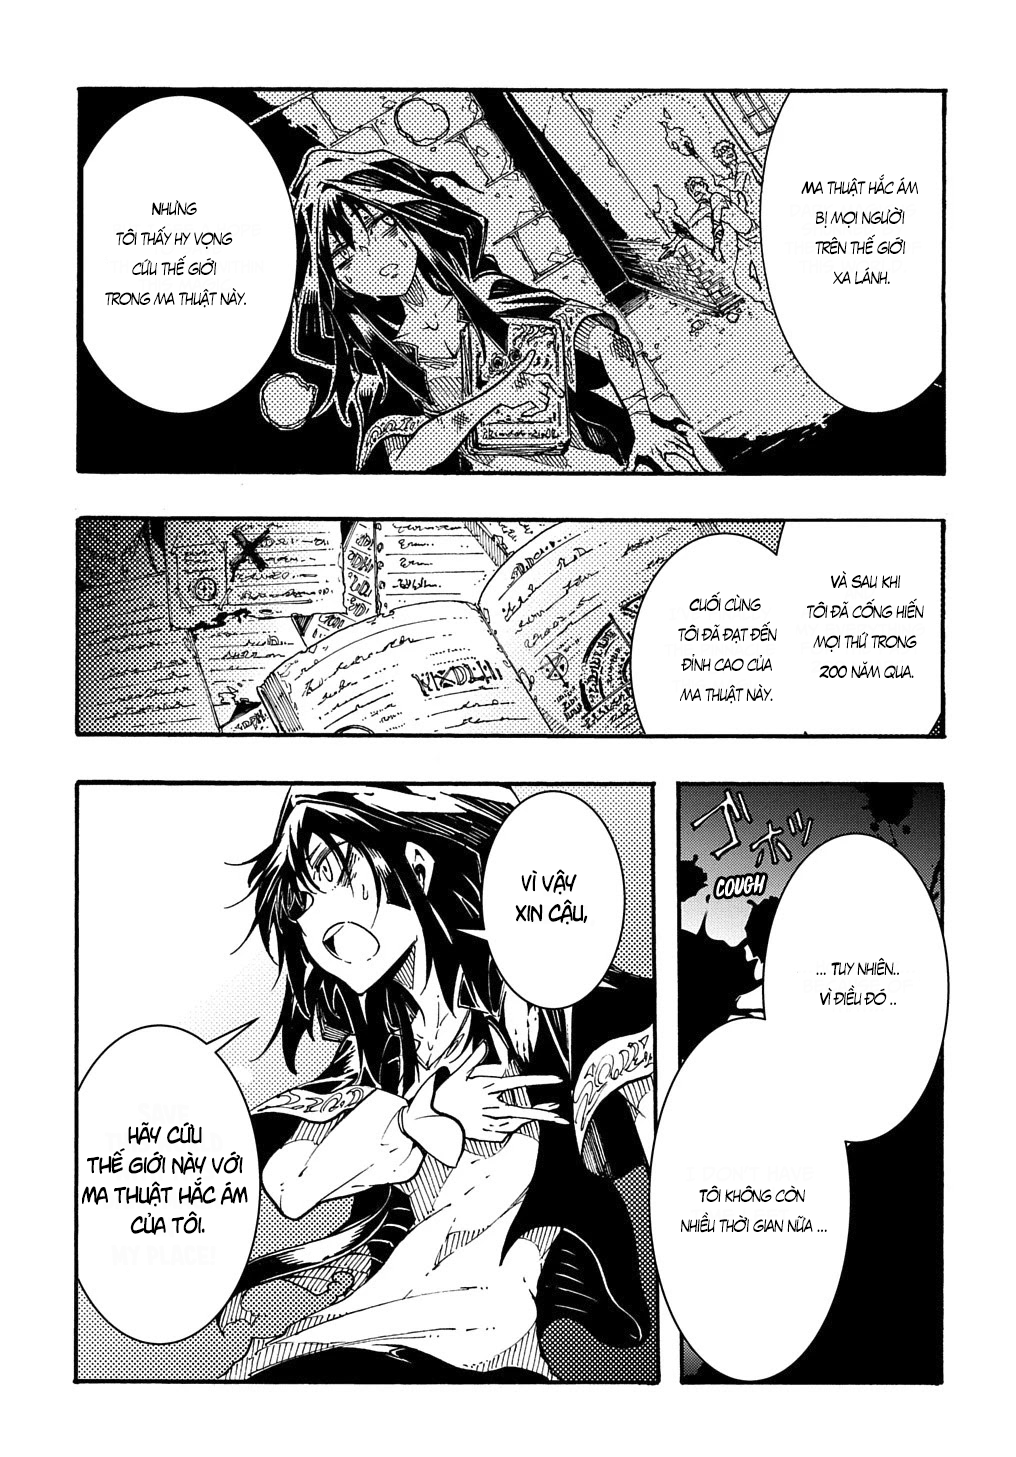 MA THUẬT HẮC ÁM
BỊ MỌI NGƯỜI
TRÊN THẾ GIỚI
XA LÁNH.
NHƯNG
TÔI THẤY HY VỌNG
CỨU THẾ GIỚI
TRONG MA THUẬT NÀY.
VÀ SAU KHI
TÔI ĐÃ CỐNG HIẾN
MỌI THỨ TRONG
200 NĂM QUA.
CUỐI CÙNG
TÔI ĐÃ ĐẠT ĐẾN
ĐỈNH CAO CỦA
MA THUẬT NÀY.
ゴホッ
COUGH
... TUY NHIÊN..
VÌ ĐIỀU ĐÓ ..
TÔI KHÔNG CÒN
NHIỀU THỜI GIAN NỮA ...
VÌ VẬY
XIN CẬU,
HÃY CỨU
THẾ GIỚI NÀY VỚI
MA THUẬT HẮC ÁM
CỦA TÔI.